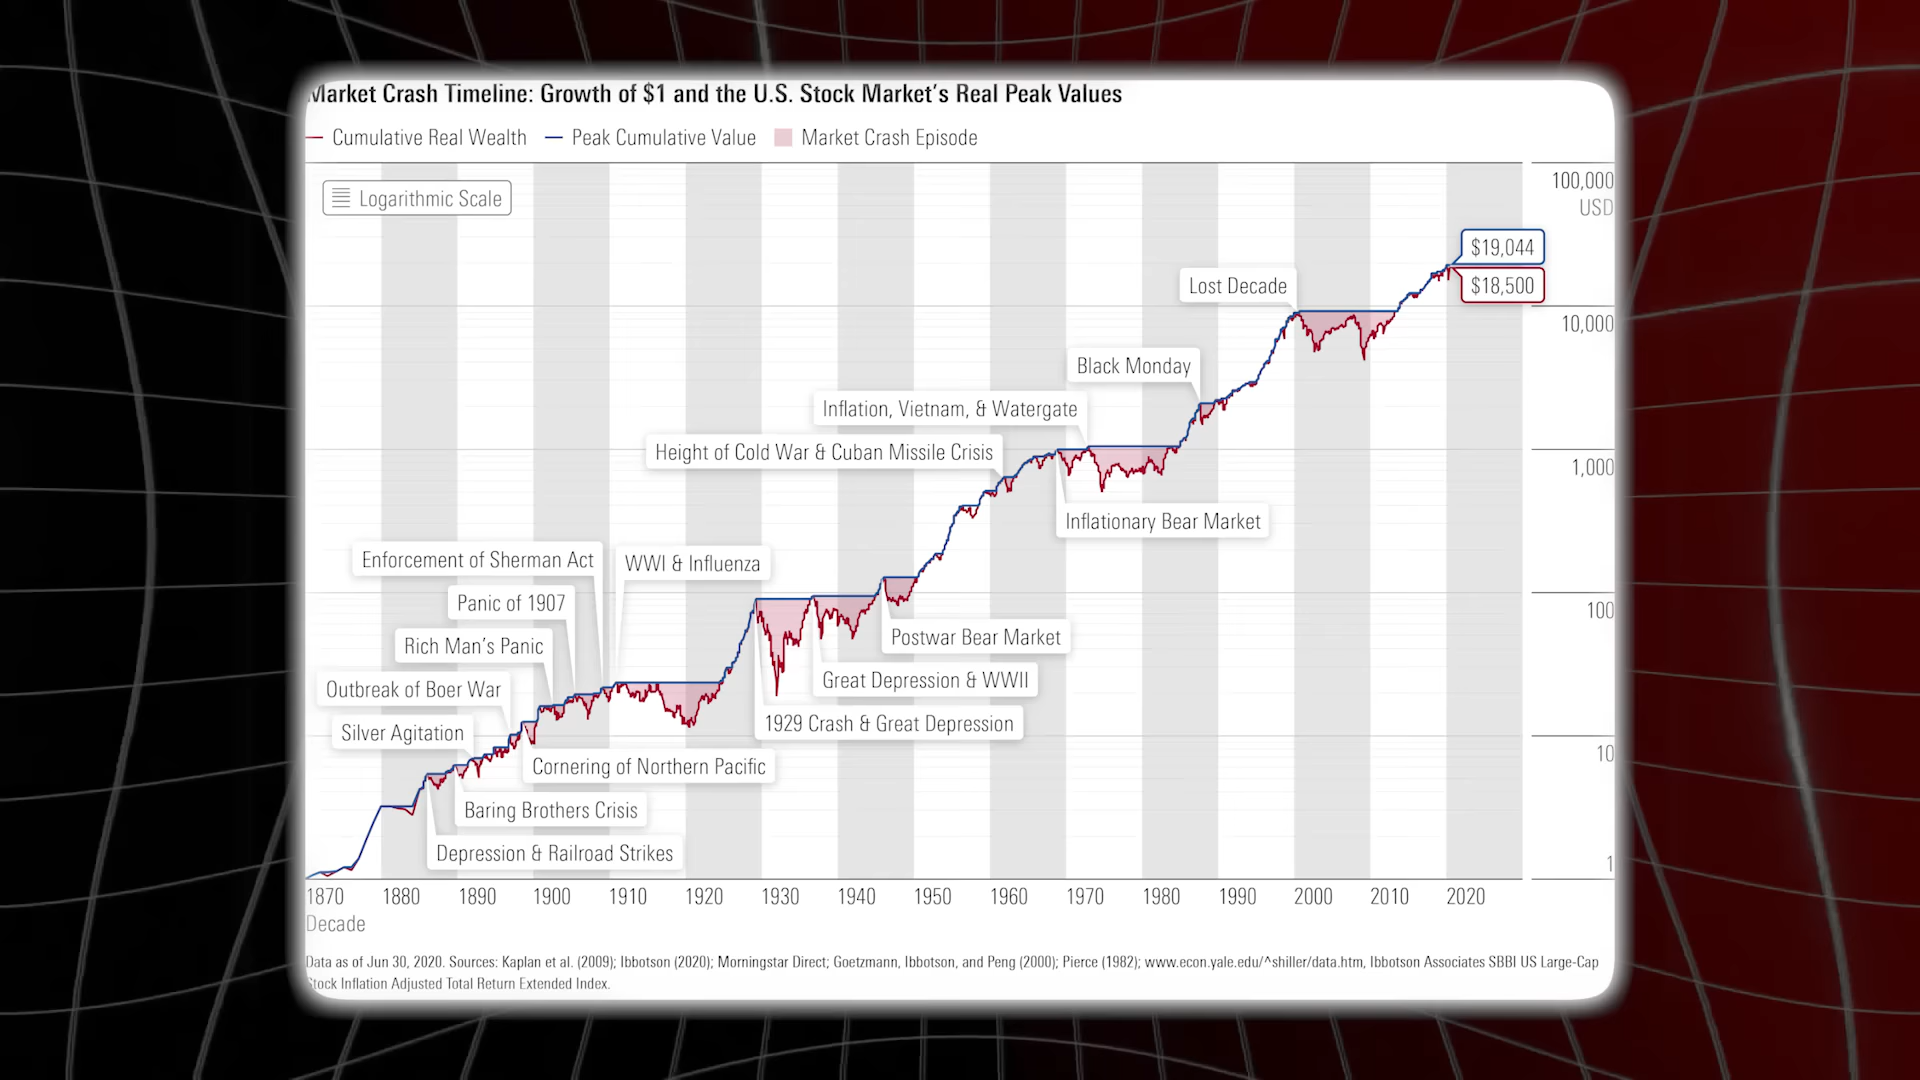 Market Crash Timeline: Growth of $1 and the U.S. Stock Market's Real Peak Values
Cumulative Real Wealth Peak Cumulative Value Market Crash Episode
Logarithmic Scale
100,000
USD
$19,044
$18,500
Lost Decade
10,000
Black Monday
Inflation, Vietnam, & Watergate
Height of Cold War & Cuban Missile Crisis
1,000
Inflationary Bear Market
Enforcement of Sherman Act
WWI & Influenza
Panic of 1907
100
Rich Man's Panic
Postwar Bear Market
Great Depression & WWII
Outbreak of Boer War
1929 Crash & Great Depression
Silver Agitation
10
Cornering of Northern Pacific
Baring Brothers Crisis
Depression & Railroad Strikes
1
1870 1880 1890 1900 1910 1920 1930 1940 1950 1960 1970 1980 1990 2000 2010 2020
Decade
Data as of Jun 30, 2020. Sources: Kaplan et al. (2009); Ibbotson (2020); Morningstar Direct; Goetzmann, Ibbotson, and Peng (2000); Pierce (1982); www.econ.yale.edu/^shiller/data.htm, Ibbotson Associates SBBI US Large-Cap
Stock Inflation Adjusted Total Return Extended Index.